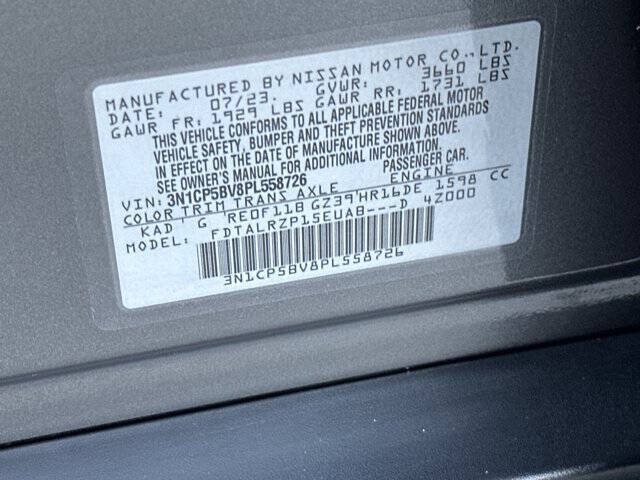 MANUFACTURED BY NISSAN MOTOR CO., LTD.
DATE: 07/23 GVWR: 3660 LBS
GAWR FR: 1929 LBS GAWR RR: 1731 LBS
THIS VEHICLE CONFORMS TO ALL APPLICABLE FEDERAL MOTOR
VEHICLE SAFETY, BUMPER AND THEFT PREVENTION STANDARDS
IN EFFECT ON THE DATE OF MANUFACTURE SHOWN ABOVE.
SEE OWNER'S MANUAL FOR ADDITIONAL INFORMATION.
VIN: 3N1CP5BV8PL558726 PASSENGER CAR.
COLOR TRIM TRANS AXLE ENGINE
KAD G RE0F11B GZ39 HR16DE 1598 CC
MODEL: FDTALRZP15EUAB---D 4Z000
3N1CP5BV8PL558726